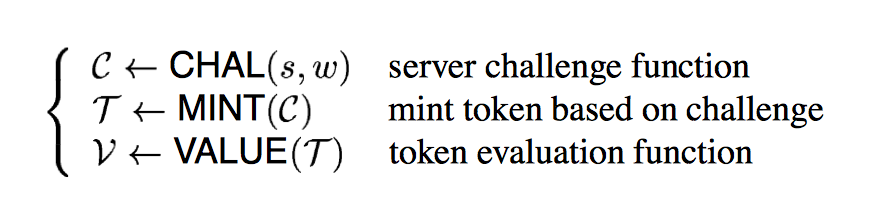 𝒞 ← CHAL(s, w) server challenge function
𝒯 ← MINT(𝒞) mint token based on challenge
𝒱 ← VALUE(𝒯) token evaluation function